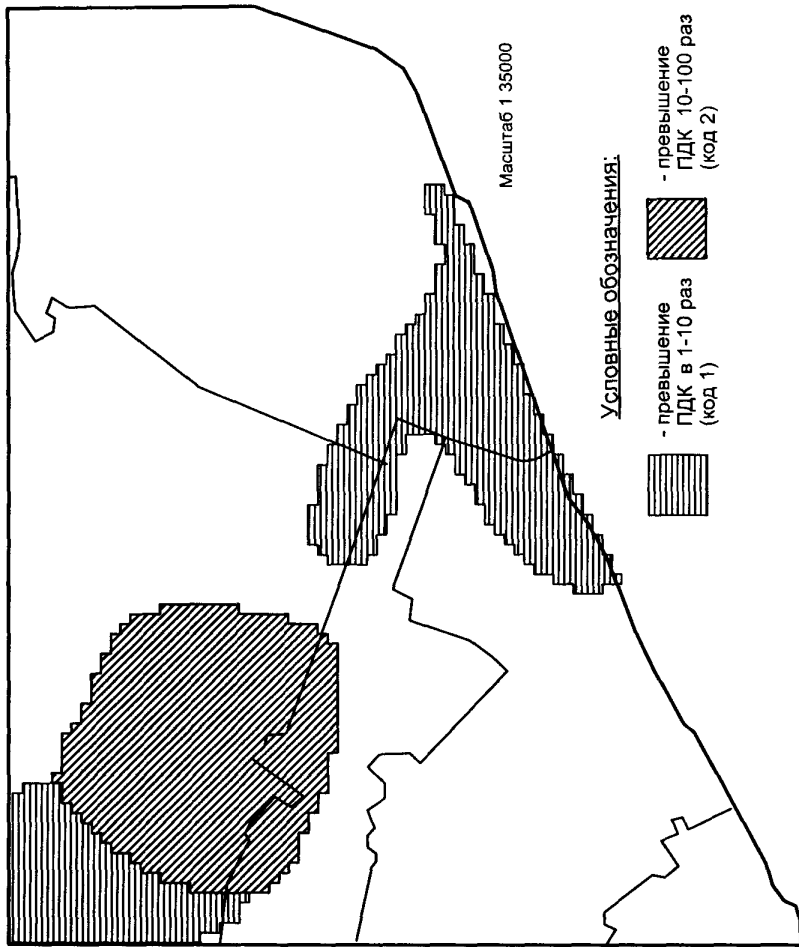 Масштаб 1 35000
Условные обозначения:
- превышение
ПДК в 1-10 раз
(код 1)
- превышение
ПДК 10-100 раз
(код 2)